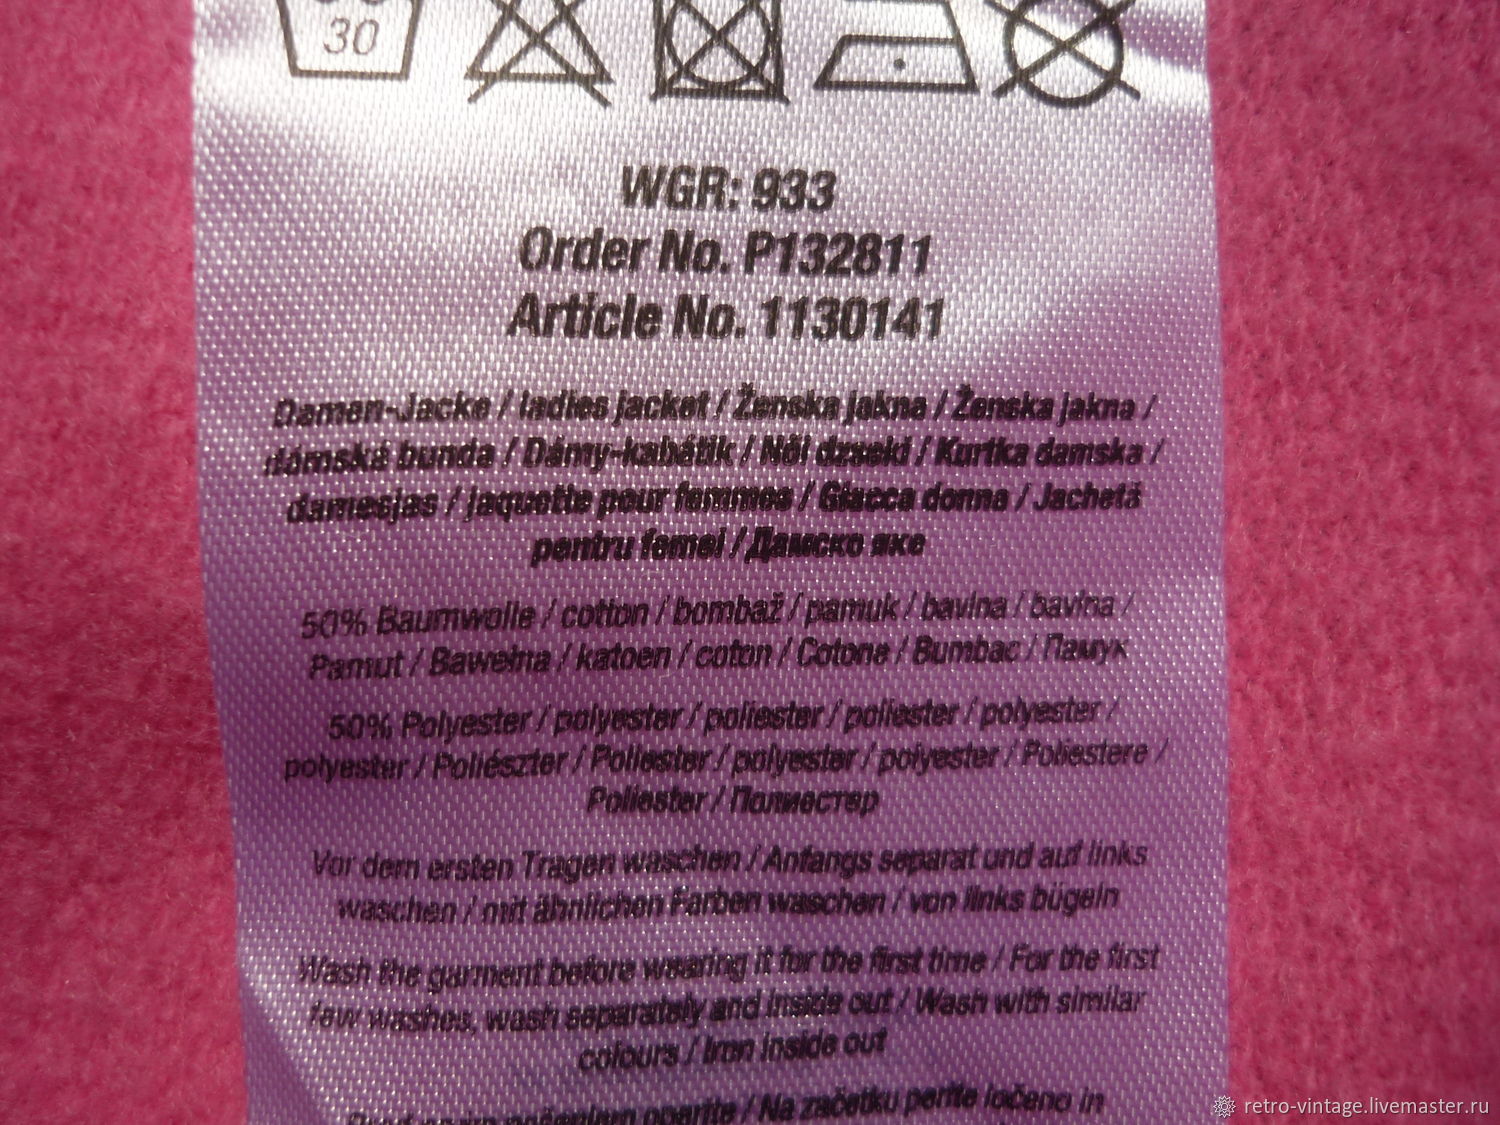 30
WGR: 933
Order No. P132811
Article No. 1130141
Damen-Jacke / ladies jacket / Ženska jakna / Ženska jakna /
dámská bunda / Dámy-kabátik / Női dzseki / Kurtka damska /
damesjas / jaquette pour femmes / Giacca donna / Jachetă
pentru femei / Дамско яке
50% Baumwolle / cotton / bombaž / pamuk / bavlna / bavlna /
Pamut / Bawełna / katoen / coton / Cotone / Bumbac / Памук
50% Polyester / polyester / poliester / poliester / polyester /
polyester / Poliészter / Poliester / polyester / polyester / Poliestere /
Poliester / Полиестер
Vor dem ersten Tragen waschen / Anfangs separat und auf links
waschen / mit ähnlichen Farben waschen / von links bügeln
Wash the garment before wearing it for the first time / For the first
few washes, wash separately and inside out / Wash with similar
colours / Iron inside out
/ Na začetku perite ločeno in
retro-vintage.livemaster.ru